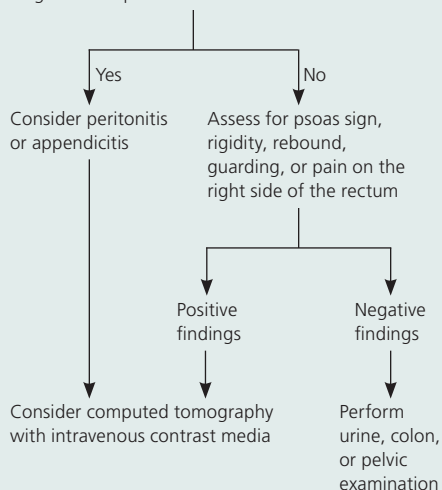 Yes
No
Consider peritonitis
or appendicitis
Assess for psoas sign,
rigidity, rebound,
guarding, or pain on the
right side of the rectum
Positive
findings
Negative
findings
Consider computed tomography
with intravenous contrast media
Perform
urine, colon,
or pelvic
examination